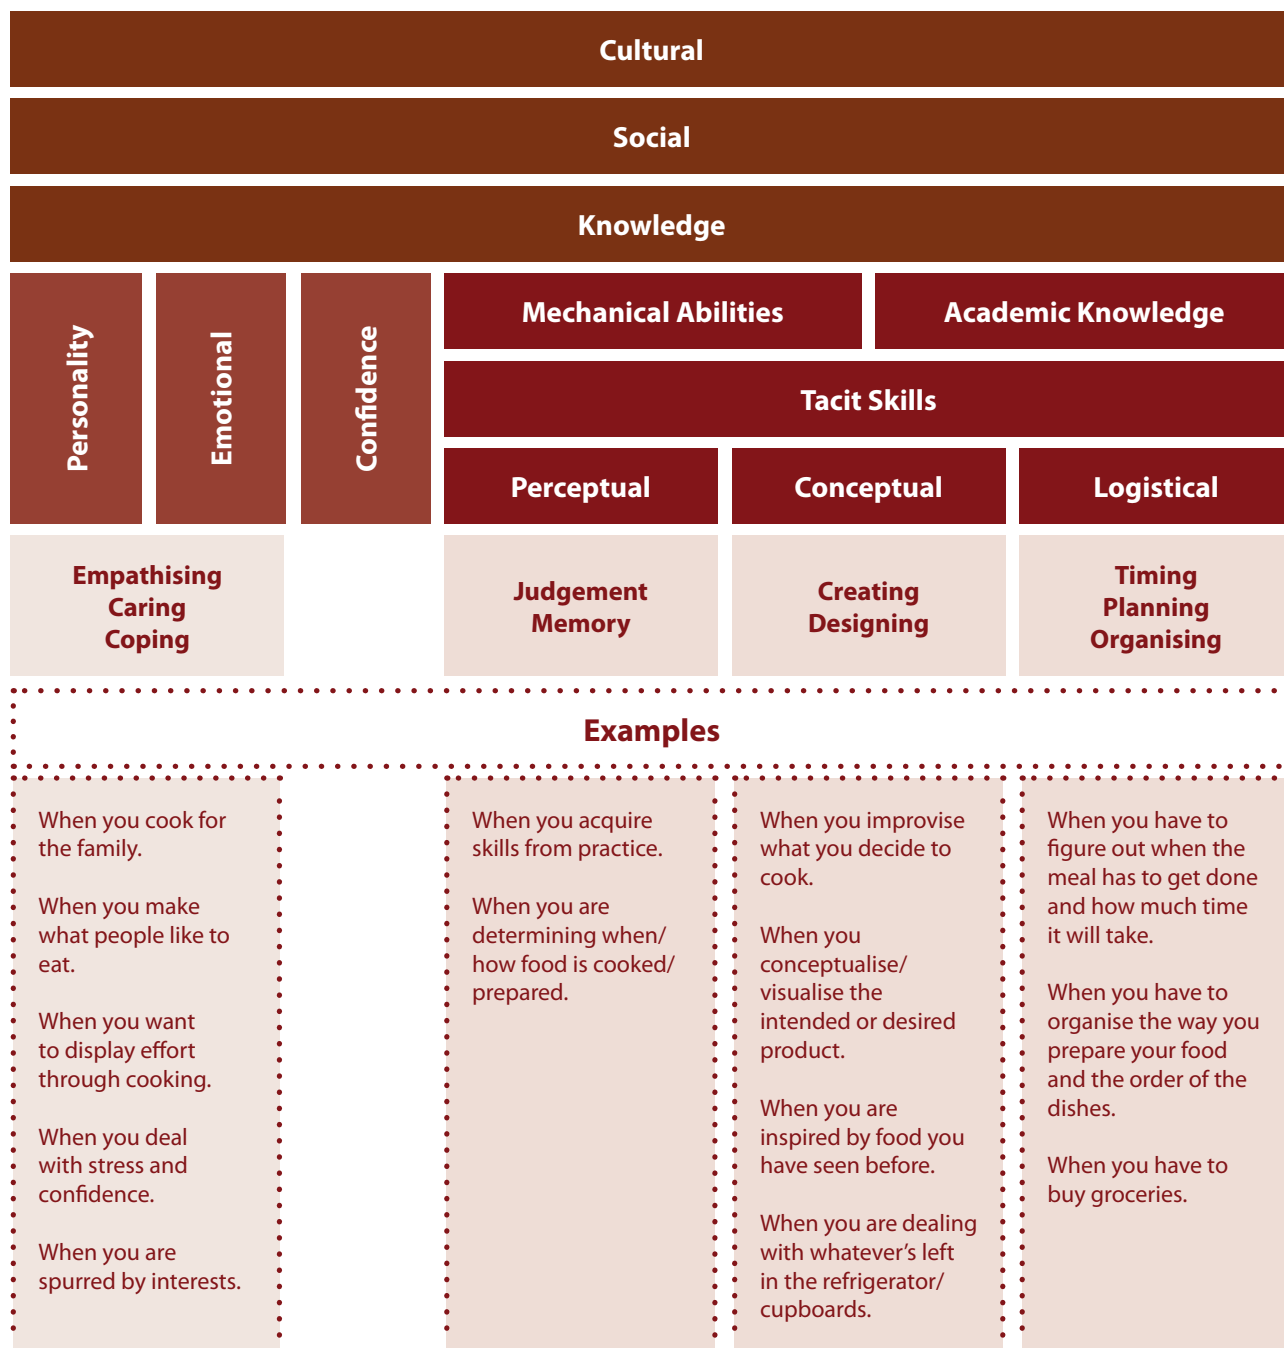 Cultural
Social
Knowledge
Personality
Emotional
Confidence
Mechanical Abilities
Academic Knowledge
Tacit Skills
Perceptual
Conceptual
Logistical
Empathising
Caring
Coping
Judgement
Memory
Creating
Designing
Timing
Planning
Organising
Examples
When you cook for
the family.
When you make
what people like to
eat.
When you want
to display effort
through cooking.
When you deal
with stress and
confidence.
When you are
spurred by interests.
When you acquire
skills from practice.
When you are
determining when/
how food is cooked/
prepared.
When you improvise
what you decide to
cook.
When you
conceptualise/
visualise the
intended or desired
product.
When you are
inspired by food you
have seen before.
When you are dealing
with whatever's left
in the refrigerator/
cupboards.
When you have to
figure out when the
meal has to get done
and how much time
it will take.
When you have to
organise the way you
prepare your food
and the order of the
dishes.
When you have to
buy groceries.